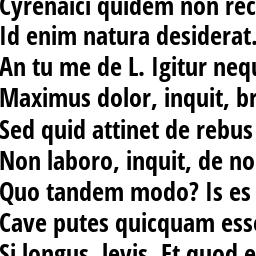 Cyrenaici quidem non rec
Id enim natura desiderat.
An tu me de L. Igitur nequ
Maximus dolor, inquit, br
Sed quid attinet de rebus
Non laboro, inquit, de no
Quo tandem modo? Is es
Cave putes quicquam esse
Si longus, levis. Et quod e